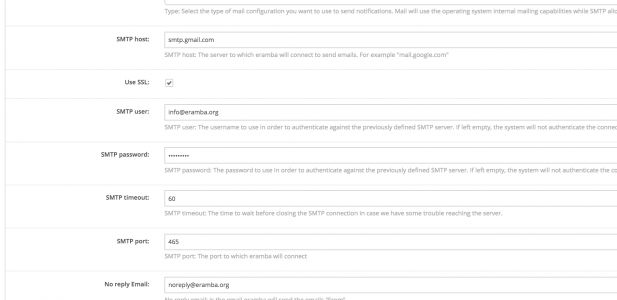 Type: Select the type of mail configuration you want to use to send notifications. Mail will use the operating system internal mailing capabilities while SMTP
SMTP host:
smtp.gmail.com
SMTP host: The server to which eramba will connect to send emails. For example "mail.google.com"
Use SSL:
SMTP user:
info@eramba.org
SMTP user: The username to use in order to authenticate against the previously defined SMTP server. If left empty, the system will not authenticate the
SMTP password:
•••••••••
SMTP password: The password to use in order to authenticate against the previously defined SMTP server. If left empty, the system will not authenticate the
SMTP timeout:
60
SMTP timeout: The time to wait before closing the SMTP connection in case we have some trouble reaching the server.
SMTP port:
465
SMTP port: The port to which eramba will connect
No reply Email:
noreply@eramba.org